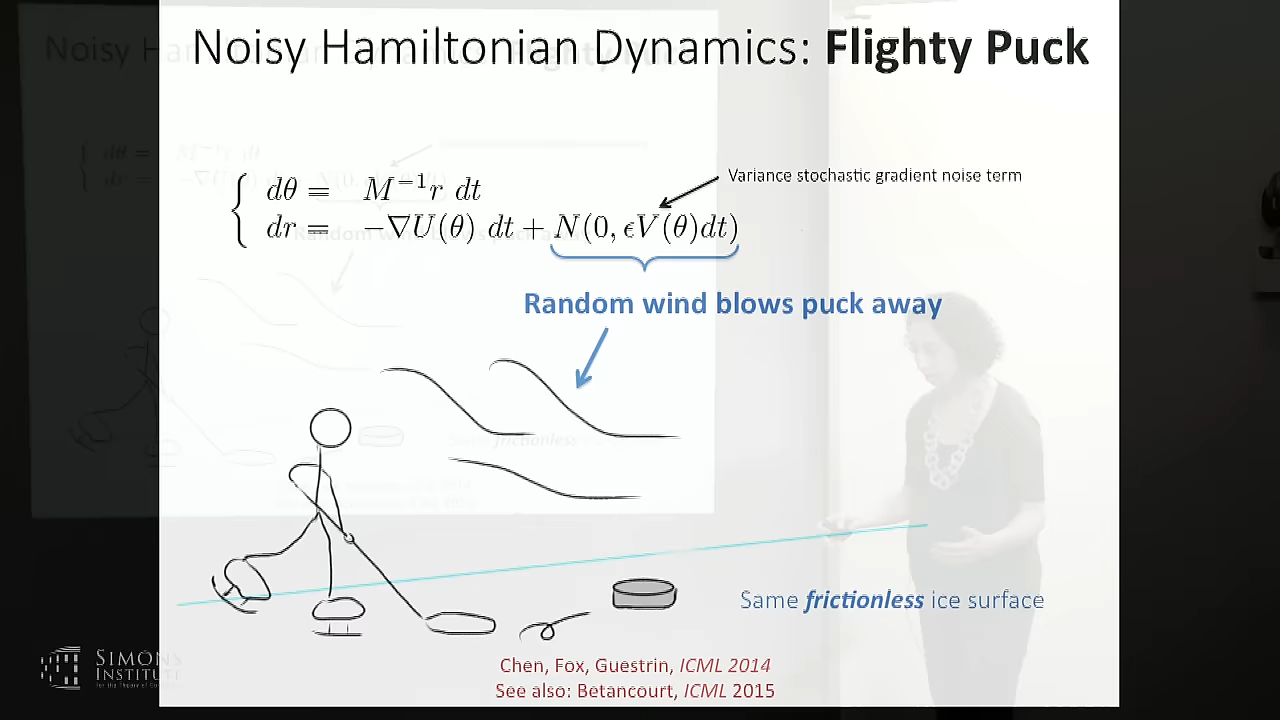 Noisy Hamiltonian Dynamics: Flighty Puck
dθ = M⁻¹r dt
dr = −∇U(θ) dt + N(0, ϵV(θ)dt)
Variance stochastic gradient noise term
Random wind blows puck away
Same frictionless ice surface
Chen, Fox, Guestrin, ICML 2014
See also: Betancourt, ICML 2015
SIMONS
INSTITUTE